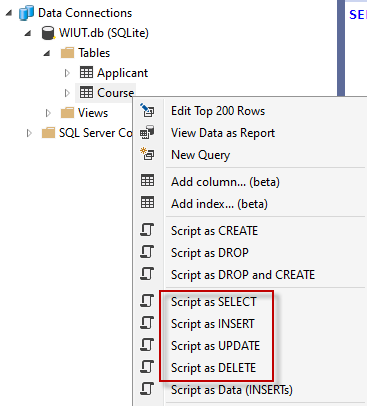 Data Connections
WIUT.db (SQLite)
Tables
Applicant
Course
Views
SQL Server Co
SE
Edit Top 200 Rows
View Data as Report
New Query
Add column... (beta)
Add index... (beta)
Script as CREATE
Script as DROP
Script as DROP and CREATE
Script as SELECT
Script as INSERT
Script as UPDATE
Script as DELETE
Script as Data (INSERTs)